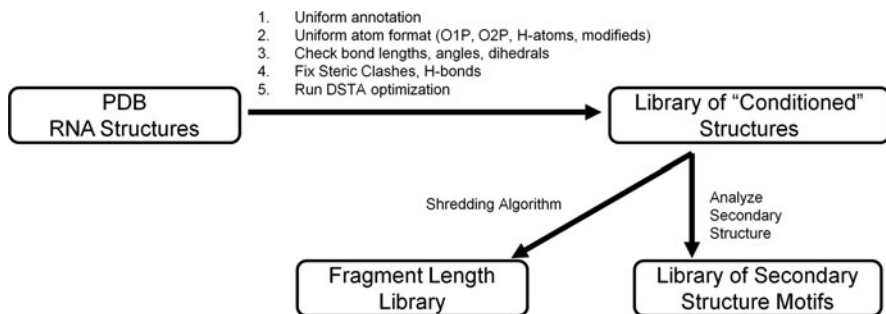 1. Uniform annotation
2. Uniform atom format (O1P, O2P, H-atoms, modifieds)
3. Check bond lengths, angles, dihedrals
4. Fix Steric Clashes, H-bonds
5. Run DSTA optimization
PDB
RNA Structures
Library of “Conditioned”
Structures
Shredding Algorithm
Analyze
Secondary
Structure
Fragment Length
Library
Library of Secondary
Structure Motifs